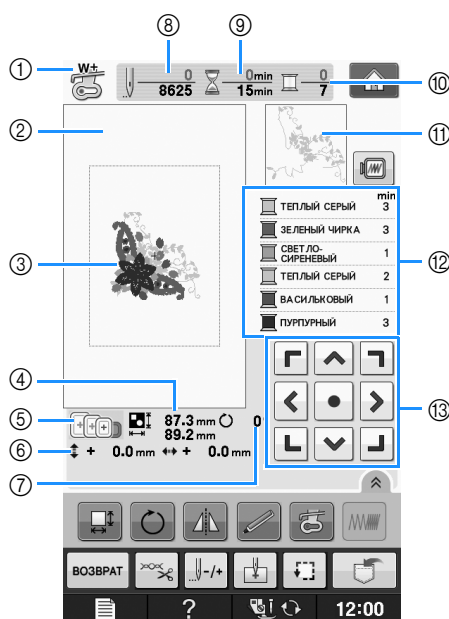 ⑧ ⑨
① W+ 0 0min 0 ⑩
8625 15min 7
② ⑪
min
ТЕПЛЫЙ СЕРЫЙ 3
ЗЕЛЕНЫЙ ЧИРКА 3
СВЕТЛО-
СИРЕНЕВЫЙ 1
⑫
ТЕПЛЫЙ СЕРЫЙ 2
③
ВАСИЛЬКОВЫЙ 1
ПУРПУРНЫЙ 3
④
⑤ 87.3 mm 0° ⑬
89.2 mm
⑥ + 0.0 mm + 0.0 mm
⑦
ВОЗВРАТ -/+
? 12:00